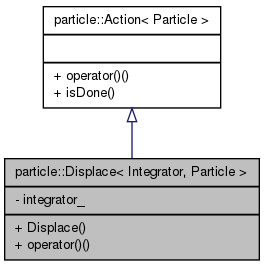 particle::Action< Particle >
+ operator()()
+ isDone()
particle::Displace< Integrator, Particle >
- integrator_
+ Displace()
+ operator()()